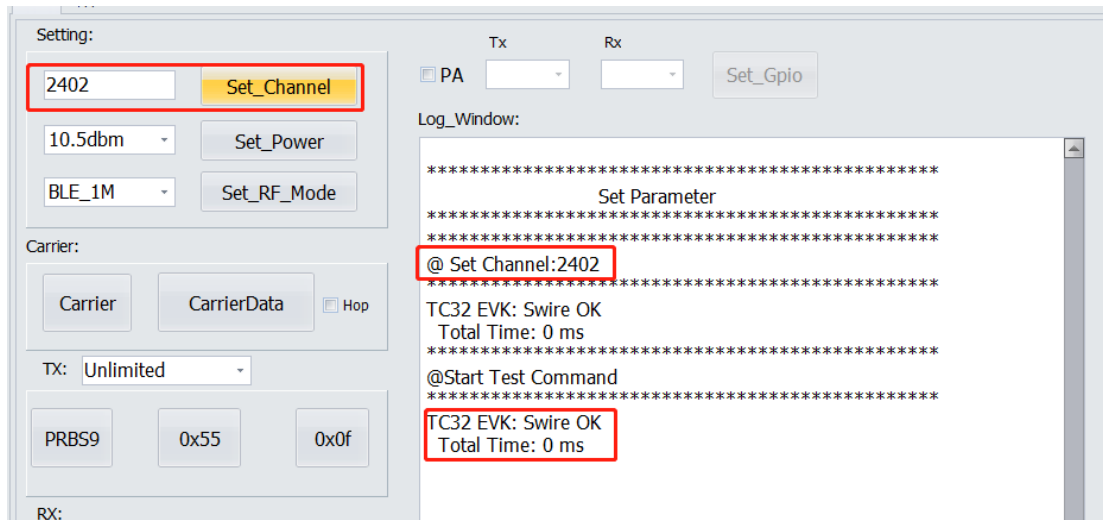 Setting:
2402
Set_Channel
10.5dbm
Set_Power
BLE_1M
Set_RF_Mode
Carrier:
Carrier
CarrierData
Hop
TX:
Unlimited
PRBS9
0x55
0x0f
RX:
Tx
Rx
PA
Set_Gpio
Log_Window:
**************************************************
Set Parameter
**************************************************
**************************************************
@ Set Channel:2402
**************************************************
TC32 EVK: Swire OK
Total Time: 0 ms
**************************************************
@Start Test Command
**************************************************
TC32 EVK: Swire OK
Total Time: 0 ms